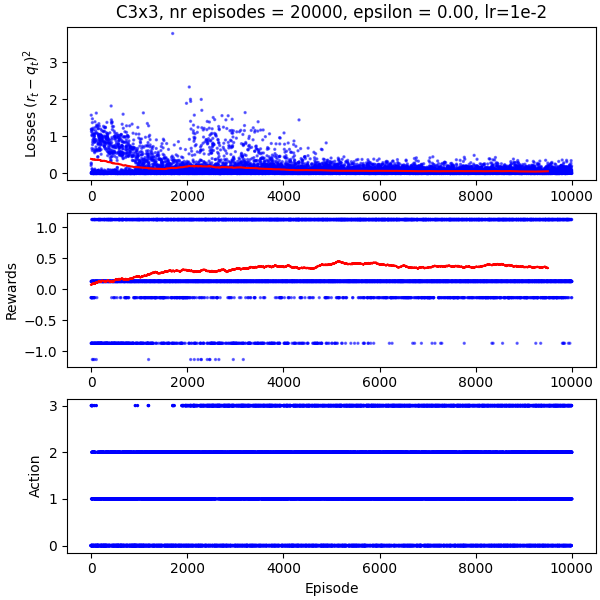 C3x3, nr episodes = 20000, epsilon = 0.00, lr=1e-2
Losses (r_t − q_t)²
3
2
1
0
0 2000 4000 6000 8000 10000
Rewards
1.0
0.5
0.0
−0.5
−1.0
0 2000 4000 6000 8000 10000
Action
3
2
1
0
0 2000 4000 6000 8000 10000
Episode